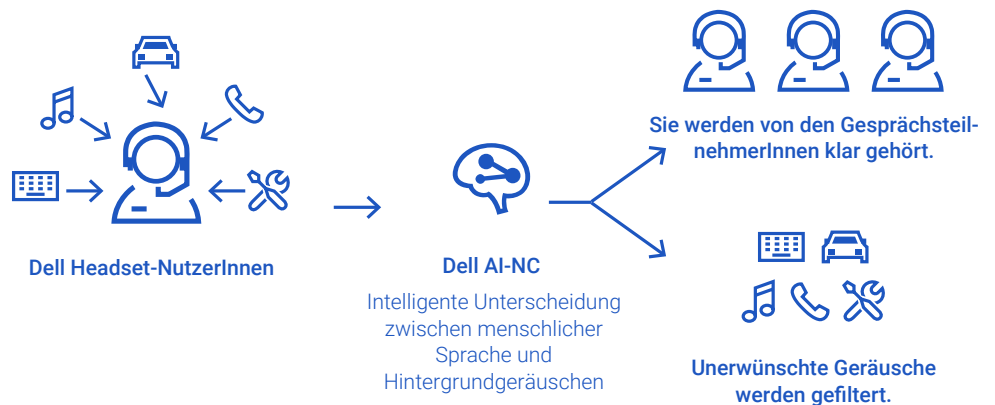 Dell Headset-NutzerInnen
Dell AI-NC
Intelligente Unterscheidung
zwischen menschlicher
Sprache und
Hintergrundgeräuschen
Sie werden von den Gesprächsteil-
nehmerInnen klar gehört.
Unerwünschte Geräusche
werden gefiltert.